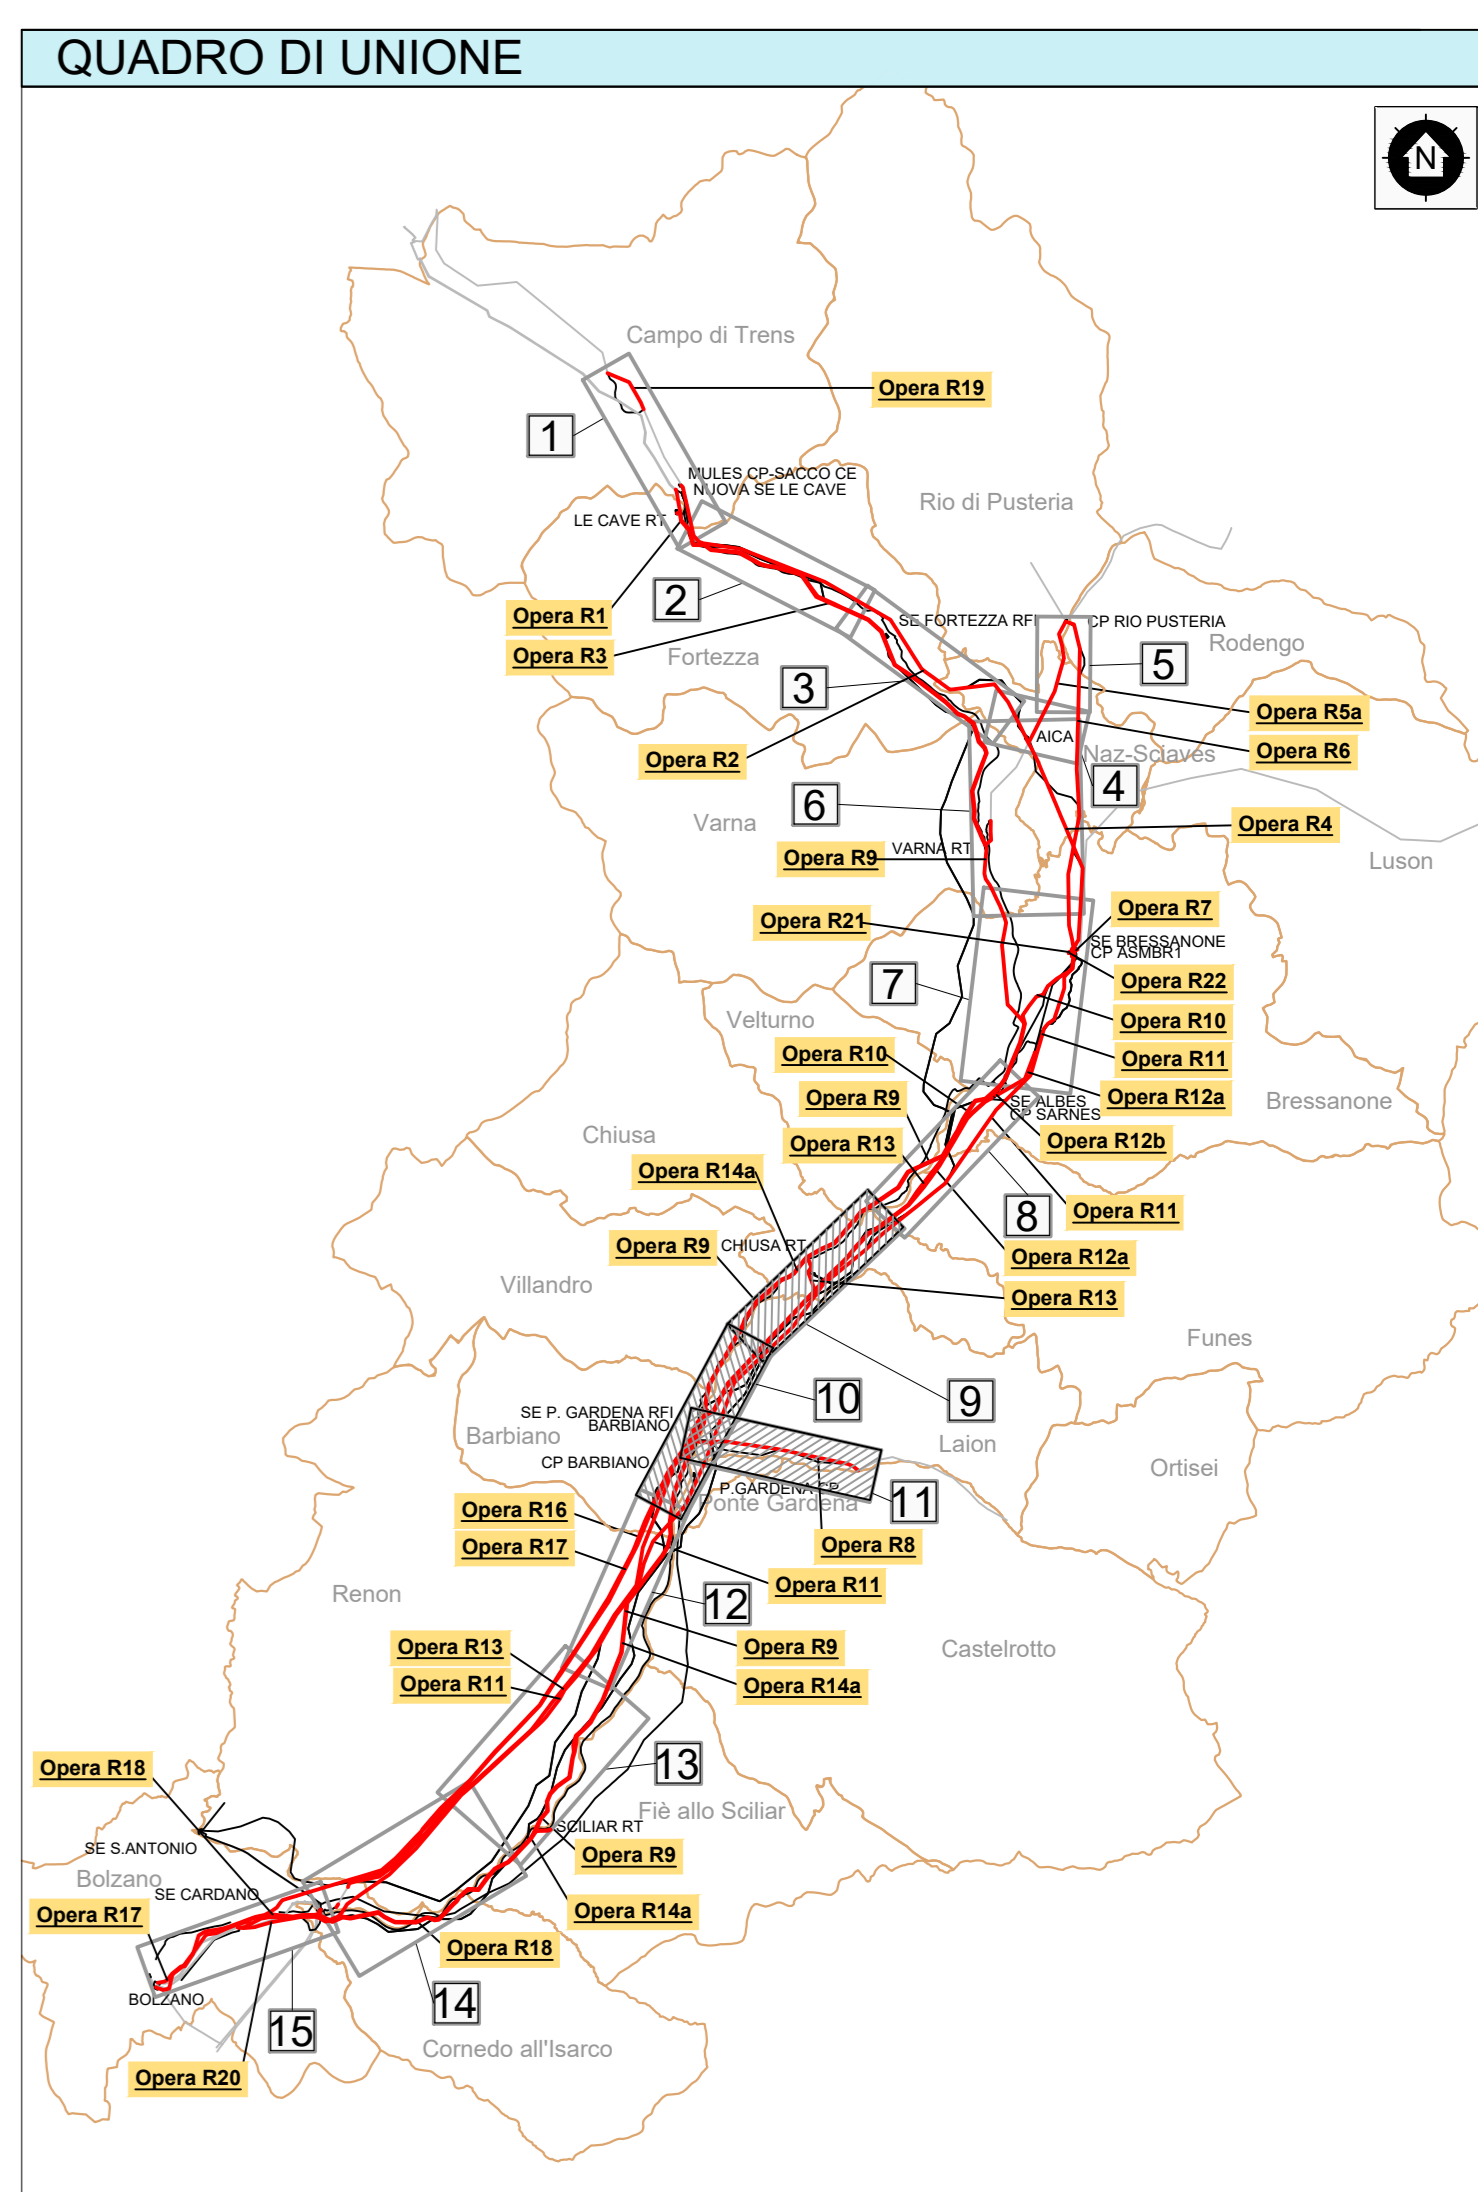 QUADRO DI UNIONE
N
Campo di Trens
Opera R19
1
MULES CP-SACCO CE
NUOVA SE LE CAVE
Rio di Pusteria
LE CAVE RT
2
Opera R1
SE FORTEZZA RFI
CP RIO PUSTERIA
Rodengo
Opera R3
Fortezza
5
3
Opera R5a
AICA
Opera R6
Naz-Sciaves
Opera R2
4
6
Varna
Opera R4
VARNA RT
Opera R9
Luson
Opera R7
Opera R21
SE BRESSANONE
CP ASMBR1
7
Opera R22
Velturno
Opera R10
Opera R10
Opera R11
Opera R9
Opera R12a
SE ALBES
CP SARNES
Bressanone
Chiusa
Opera R13
Opera R12b
Opera R14a
8
Opera R11
Opera R9
CHIUSA RT
Opera R12a
Villandro
Opera R13
Funes
10
9
SE P. GARDENA RFI
BARBIANO
Barbiano
Laion
CP BARBIANO
Ortisei
P.GARDENA CP
11
Ponte Gardena
Opera R16
Opera R17
Opera R8
Opera R11
Renon
12
Opera R13
Opera R9
Castelrotto
Opera R11
Opera R14a
13
Opera R18
Fiè allo Sciliar
SCILIAR RT
SE S.ANTONIO
Opera R9
Bolzano
SE CARDANO
Opera R17
Opera R14a
Opera R18
BOLZANO
14
15
Cornedo all'Isarco
Opera R20